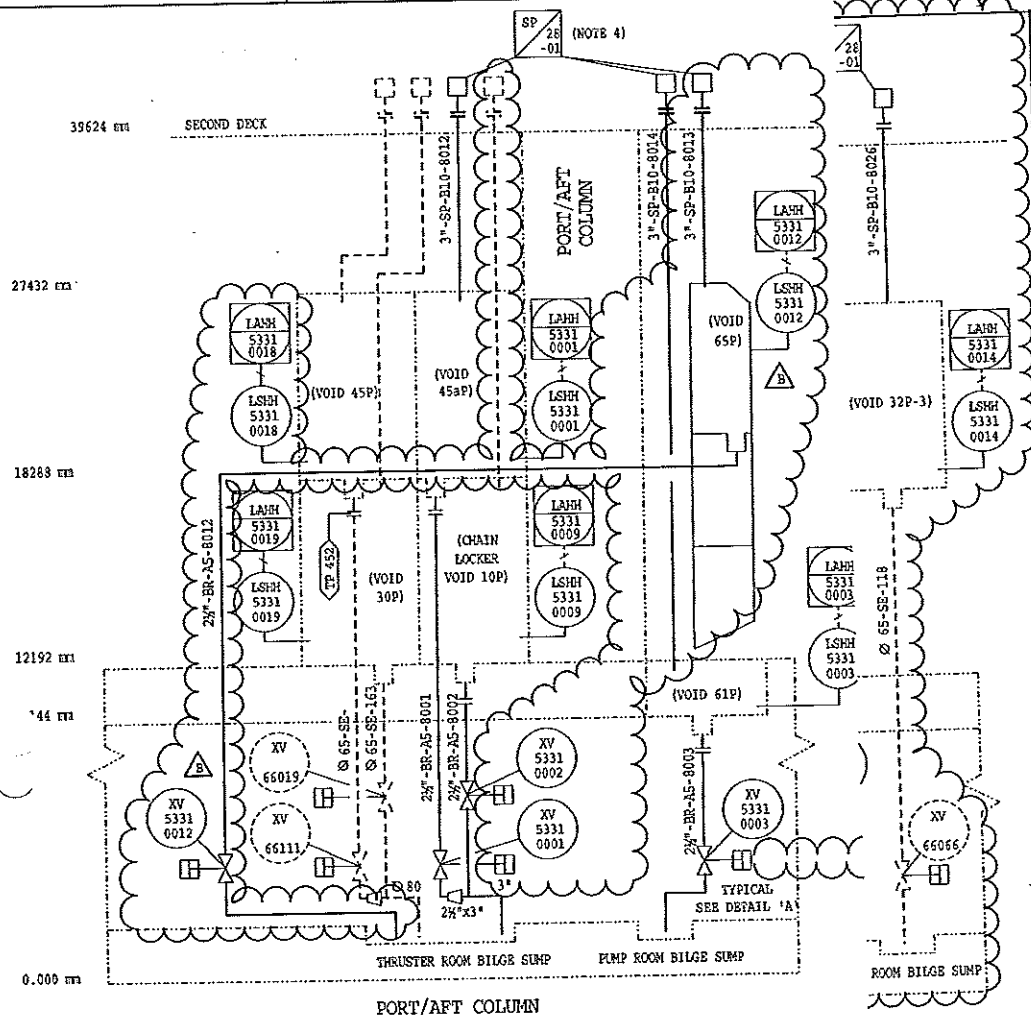 SP
28
-01
(NOTE 4)
28
-01
39624 mm
SECOND DECK
3"-SP-B10-8012
PORT/AFT
COLUMN
3"-SP-B10-8014
3"-SP-B10-8013
3"-SP-B10-8026
LAHH
5331
0012
LSHH
5331
0012
27432 mm
LAHH
5331
0018
LSHH
5331
0018
(VOID 45P)
(VOID
45aP)
LAHH
5331
0001
LSHH
5331
0001
(VOID
65P)
B
(VOID 32P-3)
LAHH
5331
0014
LSHH
5331
0014
18288 mm
2½"-BR-A5-8012
LAHH
5331
0019
LSHH
5331
0019
TP 452
(VOID
30P)
(CHAIN
LOCKER
VOID 10P)
LAHH
5331
0009
LSHH
5331
0009
LAHH
5331
0003
LSHH
5331
0003
Ø 65-SE-118
12192 mm
(VOID 61P)
44 mm
Ø 65-SE-
Ø 65-SE-163
2½"-BR-A5-8001
2½"-BR-A5-8002
2½"-BR-A5-8003
B
XV
5331
0012
XV
66019
XV
66111
XV
5331
0002
XV
5331
0001
XV
5331
0003
XV
66066
Ø 80
2½"x3"
3"
TYPICAL
SEE DETAIL 'A'
THRUSTER ROOM BILGE SUMP
PUMP ROOM BILGE SUMP
ROOM BILGE SUMP
0.000 mm
PORT/AFT COLUMN